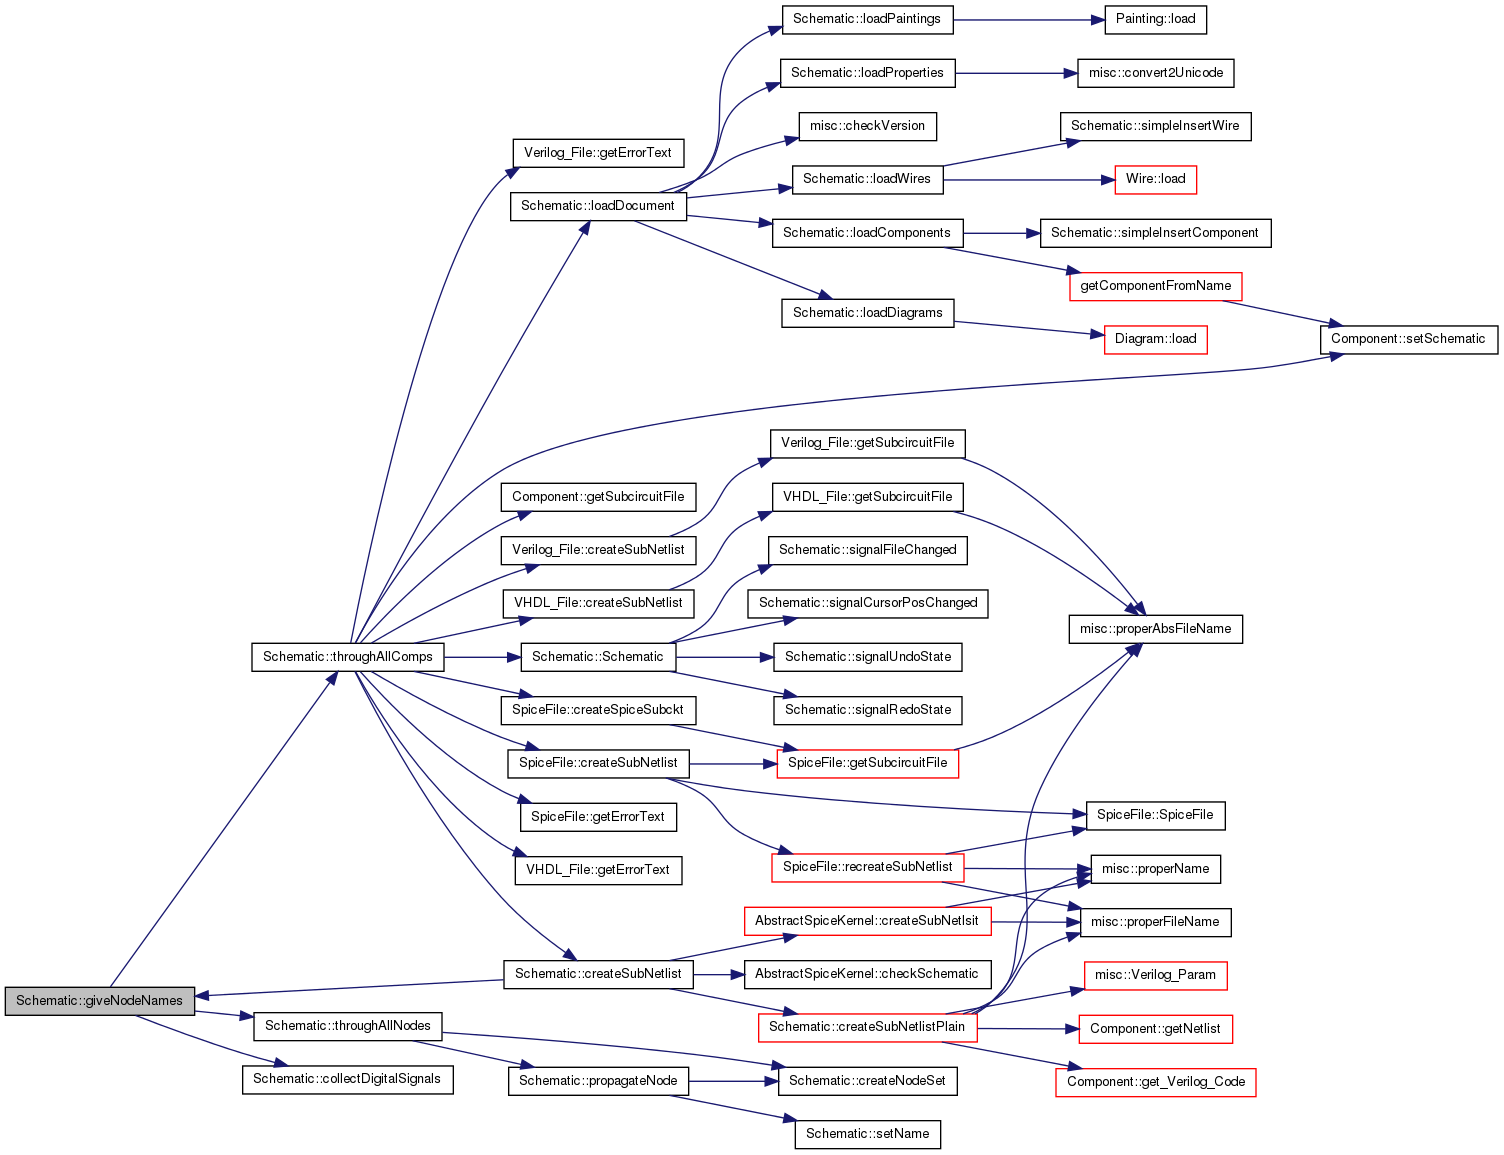 Schematic::loadPaintings
Painting::load
Schematic::loadProperties
misc::convert2Unicode
misc::checkVersion
Schematic::simpleInsertWire
Verilog_File::getErrorText
Schematic::loadWires
Wire::load
Schematic::loadDocument
Schematic::loadComponents
Schematic::simpleInsertComponent
getComponentFromName
Schematic::loadDiagrams
Diagram::load
Component::setSchematic
Verilog_File::getSubcircuitFile
Component::getSubcircuitFile
VHDL_File::getSubcircuitFile
Verilog_File::createSubNetlist
Schematic::signalFileChanged
VHDL_File::createSubNetlist
Schematic::signalCursorPosChanged
misc::properAbsFileName
Schematic::throughAllComps
Schematic::Schematic
Schematic::signalUndoState
SpiceFile::createSpiceSubckt
Schematic::signalRedoState
SpiceFile::createSubNetlist
SpiceFile::getSubcircuitFile
SpiceFile::getErrorText
SpiceFile::SpiceFile
VHDL_File::getErrorText
SpiceFile::recreateSubNetlist
misc::properName
AbstractSpiceKernel::createSubNetlsit
misc::properFileName
Schematic::createSubNetlist
AbstractSpiceKernel::checkSchematic
misc::Verilog_Param
Schematic::giveNodeNames
Schematic::throughAllNodes
Schematic::createSubNetlistPlain
Component::getNetlist
Schematic::collectDigitalSignals
Schematic::propagateNode
Schematic::createNodeSet
Component::get_Verilog_Code
Schematic::setName